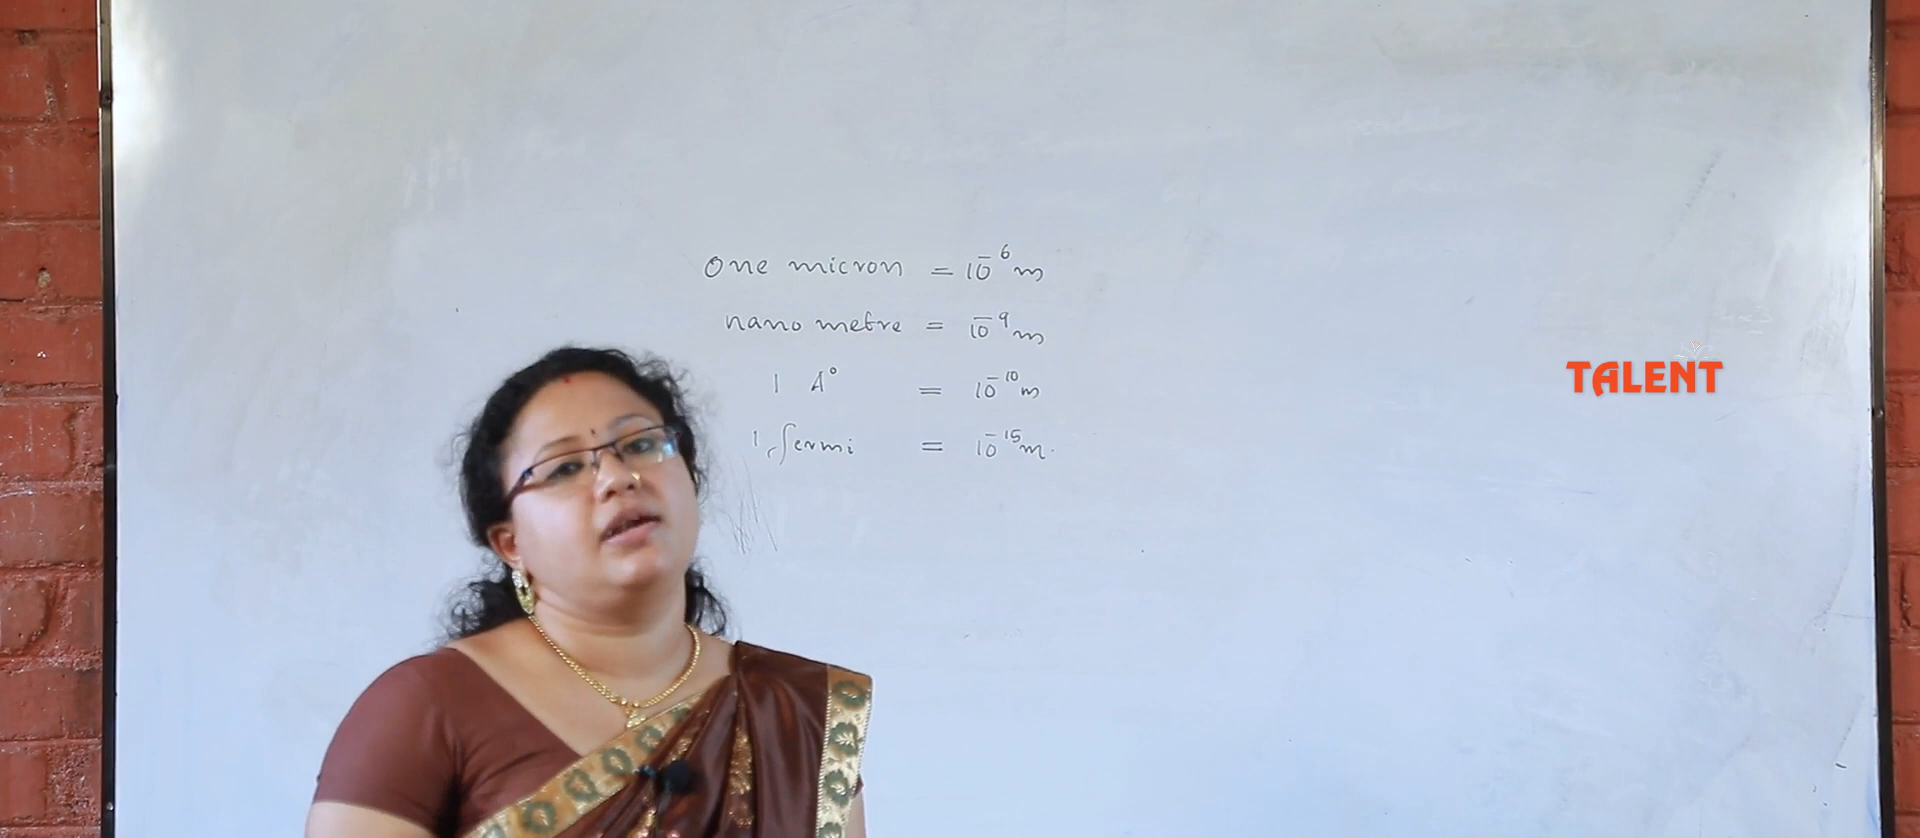 One micron = 10⁻⁶ m
nano metre = 10⁻⁹ m
1 A° = 10⁻¹⁰ m
1 fermi = 10⁻¹⁵ m.
TALENT